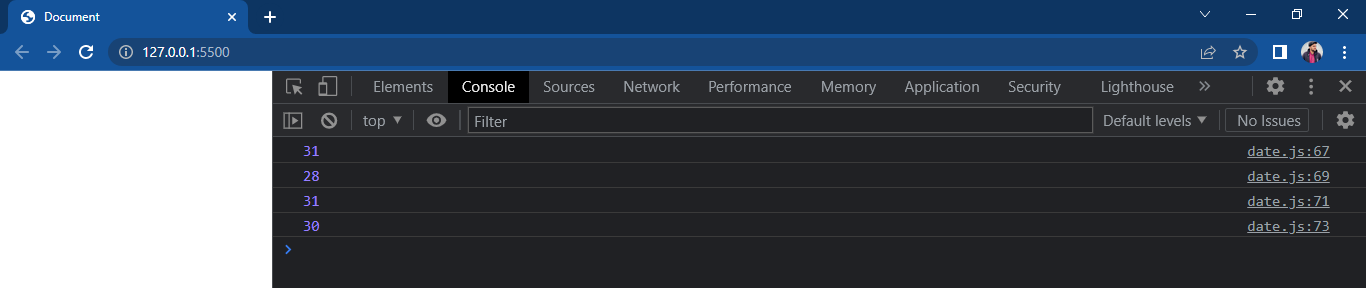 Document
127.0.0.1:5500
Elements Console Sources Network Performance Memory Application Security Lighthouse »
top Filter Default levels No Issues
31 date.js:67
28 date.js:69
31 date.js:71
30 date.js:73